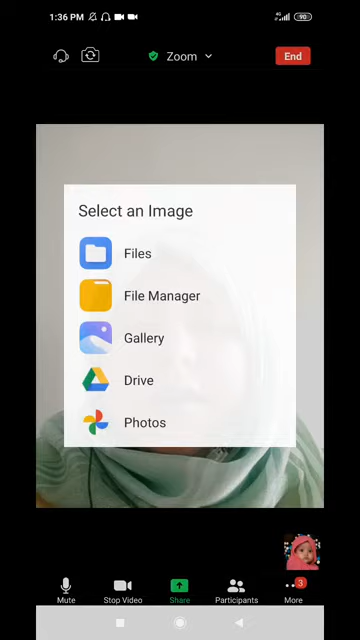 1:36 PM
4G
90
Zoom
End
Select an Image
Files
File Manager
Gallery
Drive
Photos
3
Mute
Stop Video
Share
Participants
More